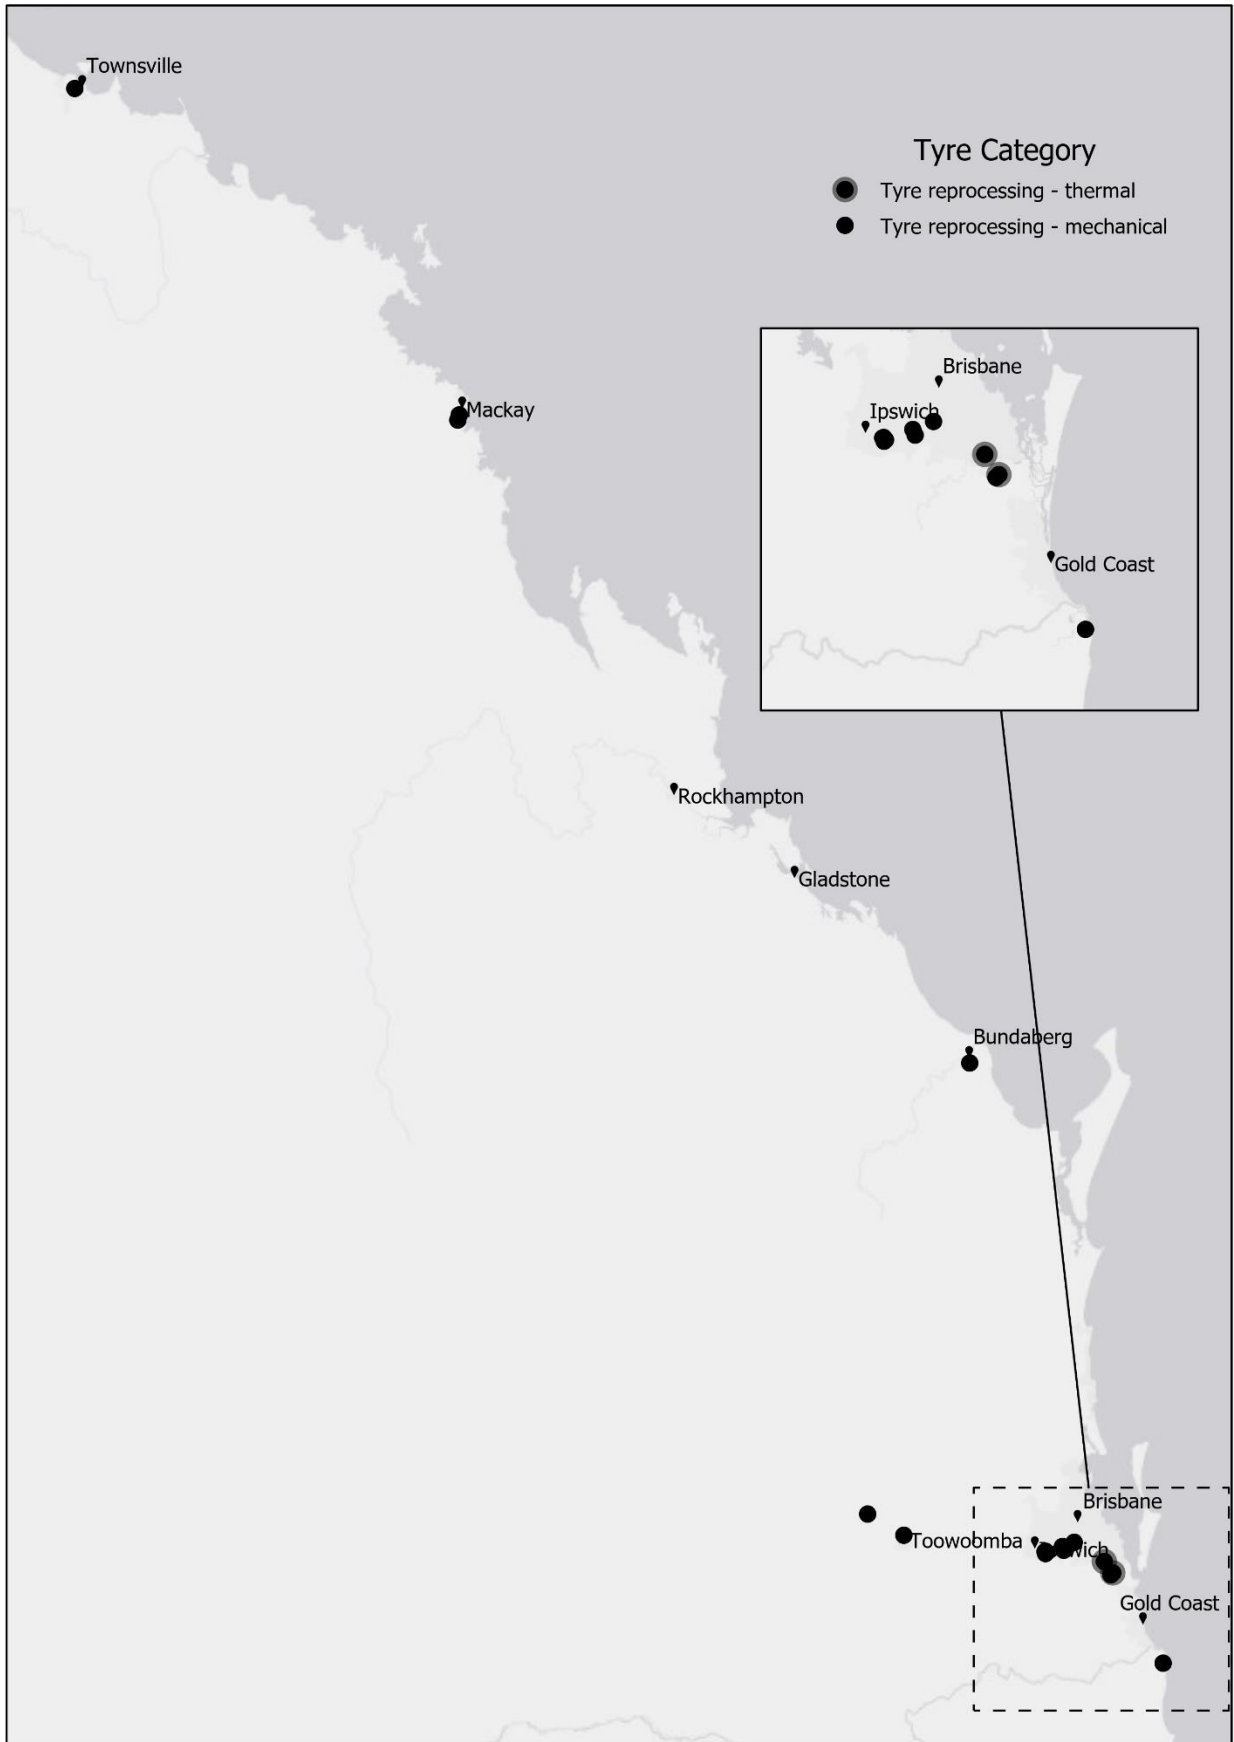 Townsville
Tyre Category
Tyre reprocessing - thermal
Tyre reprocessing - mechanical
Brisbane
Ipswich
Mackay
Gold Coast
Rockhampton
Gladstone
Bundaberg
Brisbane
Toowoomba
wich
Gold Coast